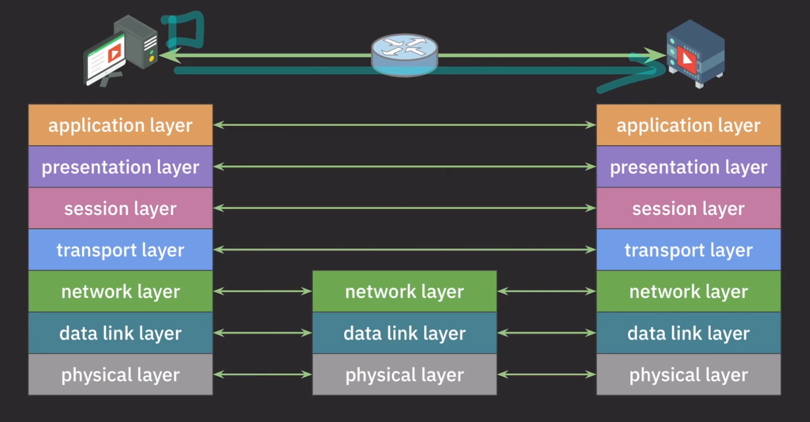 application layer
application layer
presentation layer
presentation layer
session layer
session layer
transport layer
transport layer
network layer
network layer
network layer
data link layer
data link layer
data link layer
physical layer
physical layer
physical layer